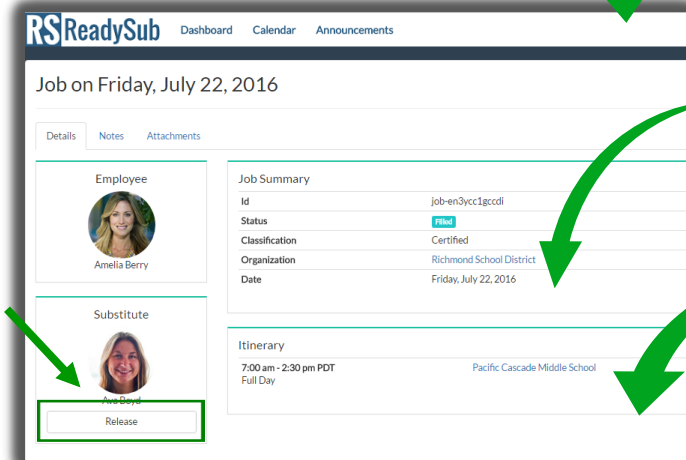 RS ReadySub Dashboard Calendar Announcements
Job on Friday, July 22, 2016
Details Notes Attachments
Employee
Amelia Berry
Substitute
Ava Boyd
Release
Job Summary
Id job-en3ycc1gccdi
Status Filled
Classification Certified
Organization Richmond School District
Date Friday, July 22, 2016
Itinerary
7:00 am - 2:30 pm PDT Pacific Cascade Middle School
Full Day